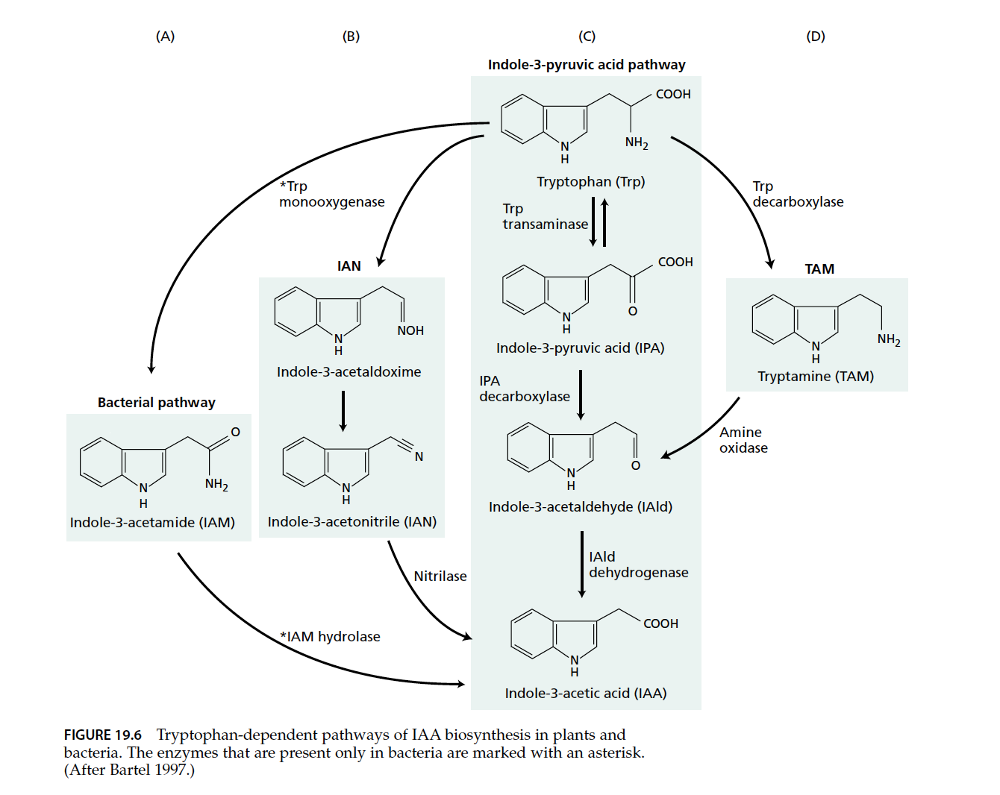 (A)
(B)
(C)
(D)
Indole-3-pyruvic acid pathway
COOH
N
H
NH2
Tryptophan (Trp)
*Trp
monooxygenase
Trp
transaminase
Trp
decarboxylase
IAN
NOH
N
H
Indole-3-acetaldoxime
COOH
O
N
H
Indole-3-pyruvic acid (IPA)
TAM
NH2
N
H
Tryptamine (TAM)
IPA
decarboxylase
Bacterial pathway
O
NH2
N
H
Indole-3-acetamide (IAM)
N
N
H
Indole-3-acetonitrile (IAN)
O
N
H
Indole-3-acetaldehyde (IAld)
Amine
oxidase
Nitrilase
IAld
dehydrogenase
*IAM hydrolase
COOH
N
H
Indole-3-acetic acid (IAA)
FIGURE 19.6 Tryptophan-dependent pathways of IAA biosynthesis in plants and
bacteria. The enzymes that are present only in bacteria are marked with an asterisk.
(After Bartel 1997.)